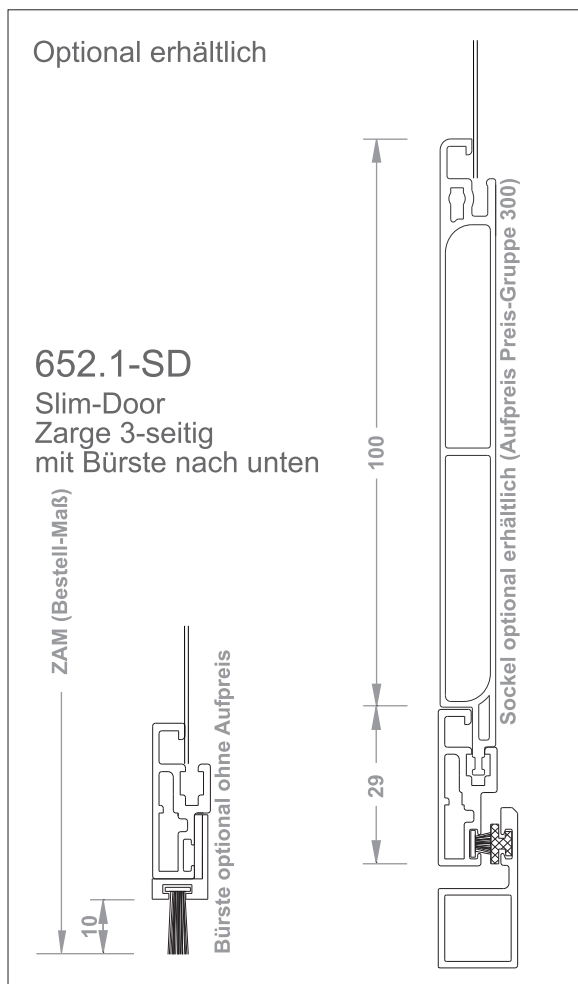 Optional erhältlich
652.1-SD
Slim-Door
Zarge 3-seitig
mit Bürste nach unten
ZAM (Bestell-Maß)
10
Bürste optional ohne Aufpreis
100
29
Sockel optional erhältlich (Aufpreis Preis-Gruppe 300)